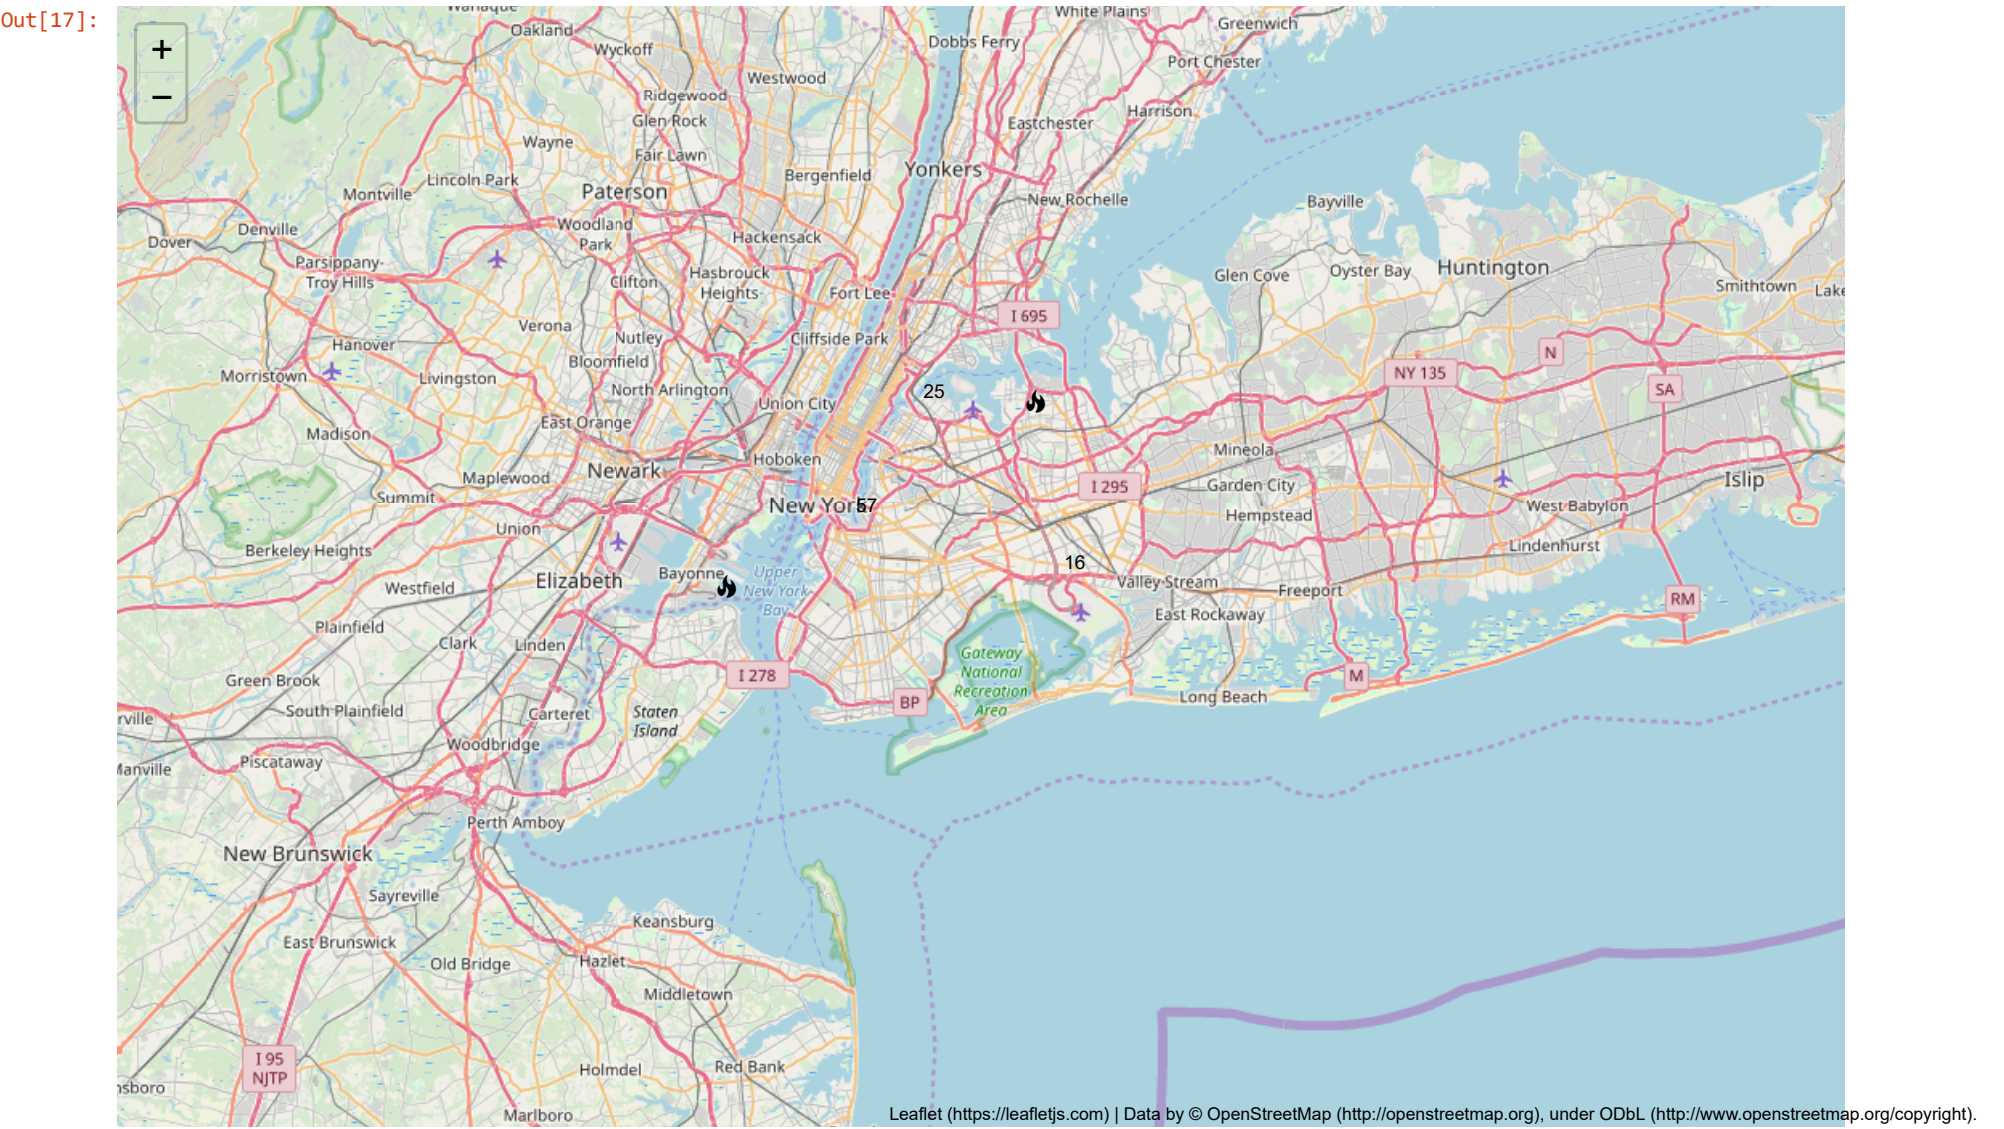 Out[17]:
+
−
Oakland
Wyckoff
Westwood
Dobbs Ferry
White Plains
Greenwich
Port Chester
Ridgewood
Glen Rock
Fair Lawn
Wayne
Harrison
Eastchester
Yonkers
Bergenfield
Lincoln Park
Montville
Paterson
New Rochelle
Bayville
Denville
Dover
Woodland
Park
Hackensack
Parsippany-
Troy Hills
Clifton
Hasbrouck
Heights
Fort Lee
Glen Cove
Oyster Bay
Huntington
Smithtown
Lake
I 695
Verona
Nutley
Cliffside Park
Hanover
Bloomfield
N
NY 135
SA
Morristown
Livingston
North Arlington
Union City
25
East Orange
Madison
Hoboken
Mineola
Newark
Maplewood
Summit
I 295
Garden City
Islip
New York
57
Hempstead
West Babylon
Union
Berkeley Heights
Lindenhurst
16
Westfield
Elizabeth
Bayonne
Upper
New York
Bay
Valley Stream
Freeport
RM
East Rockaway
Plainfield
Clark
Linden
Gateway
National
Recreation
Area
Green Brook
I 278
M
BP
Long Beach
rville
South Plainfield
Carteret
Staten
Island
Woodbridge
Piscataway
Manville
Perth Amboy
New Brunswick
Sayreville
Keansburg
East Brunswick
Old Bridge
Hazlet
Middletown
I 95
NJTP
Holmdel
Red Bank
nsboro
Marlboro
Leaflet (https://leafletjs.com) | Data by © OpenStreetMap (http://openstreetmap.org), under ODbL (http://www.openstreetmap.org/copyright).